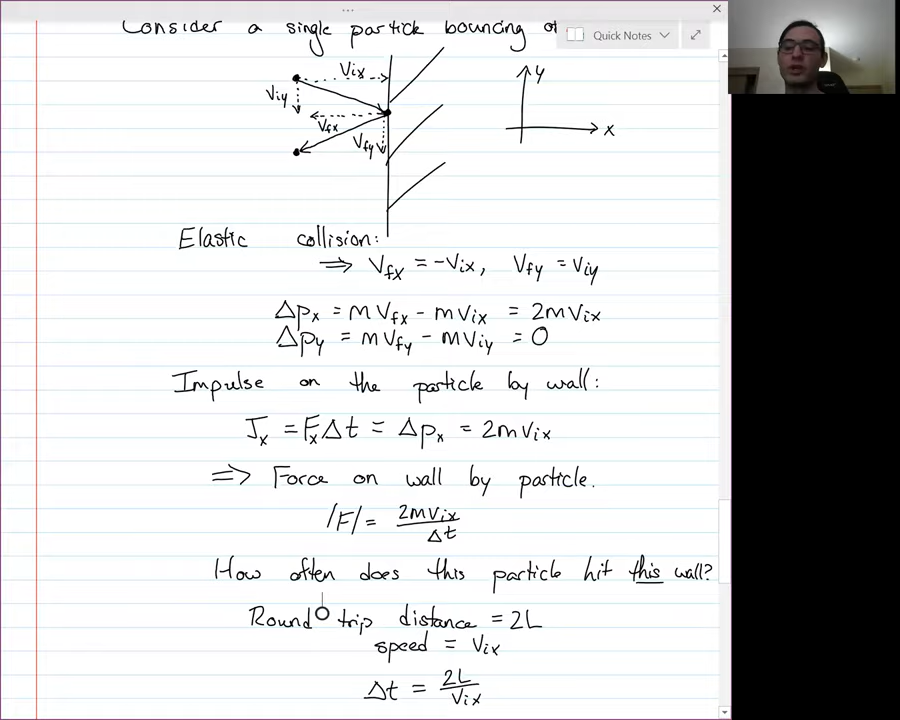 Consider a single particle bouncing of
Quick Notes
Vix
Viy
Vfx
Vfy
y
x
Elastic collision:
⇒ Vfx = -Vix, Vfy = Viy
Δpx = mVfx - mVix = 2mVix
Δpy = mVfy - mViy = 0
Impulse on the particle by wall:
Jx = FxΔt = Δpx = 2mVix
⇒ Force on wall by particle.
|F| = 2mVix / Δt
How often does this particle hit this wall?
Round trip distance = 2L
speed = Vix
Δt = 2L / Vix